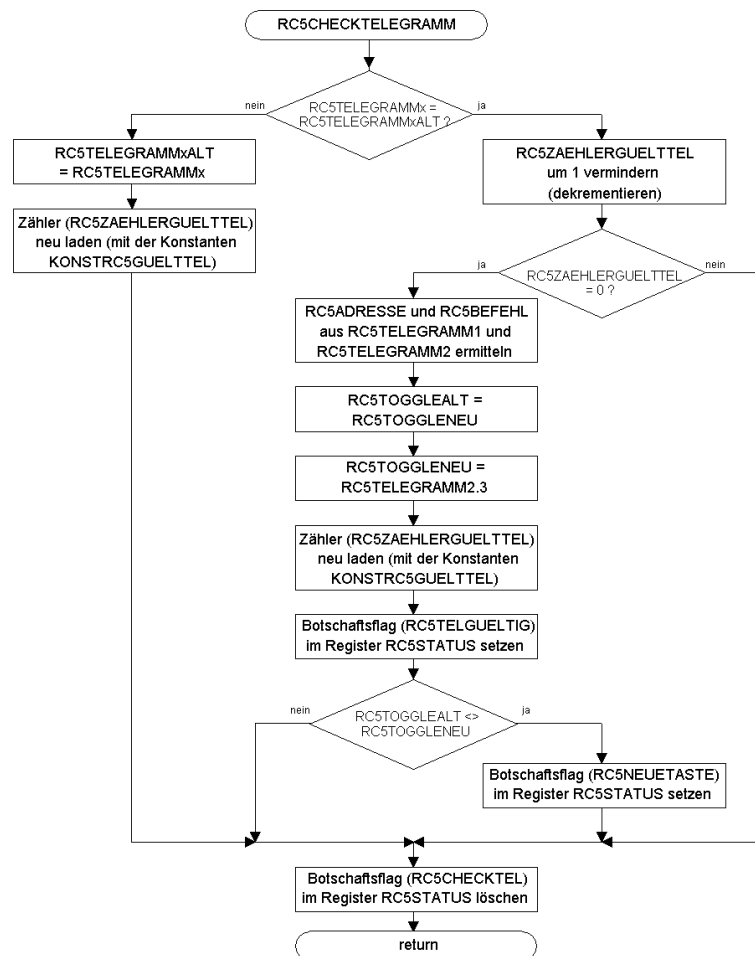 RC5CHECKTELEGRAMM
nein
RC5TELEGRAMMx =
RC5TELEGRAMMxALT ?
ja
RC5TELEGRAMMxALT
= RC5TELEGRAMMx
RC5ZAEHLERGUELTTEL
um 1 vermindern
(dekrementieren)
Zähler (RC5ZAEHLERGUELTTEL)
neu laden (mit der Konstanten
KONSTRC5GUELTTEL)
ja
RC5ZAEHLERGUELTTEL
= 0 ?
nein
RC5ADRESSE und RC5BEFEHL
aus RC5TELEGRAMM1 und
RC5TELEGRAMM2 ermitteln
RC5TOGGLEALT =
RC5TOGGLENEU
RC5TOGGLENEU =
RC5TELEGRAMM2.3
Zähler (RC5ZAEHLERGUELTTEL)
neu laden (mit der Konstanten
KONSTRC5GUELTTEL)
Botschaftsflag (RC5TELGUELTIG)
im Register RC5STATUS setzen
nein
RC5TOGGLEALT <>
RC5TOGGLENEU
ja
Botschaftsflag (RC5NEUETASTE)
im Register RC5STATUS setzen
Botschaftsflag (RC5CHECKTEL)
im Register RC5STATUS löschen
return